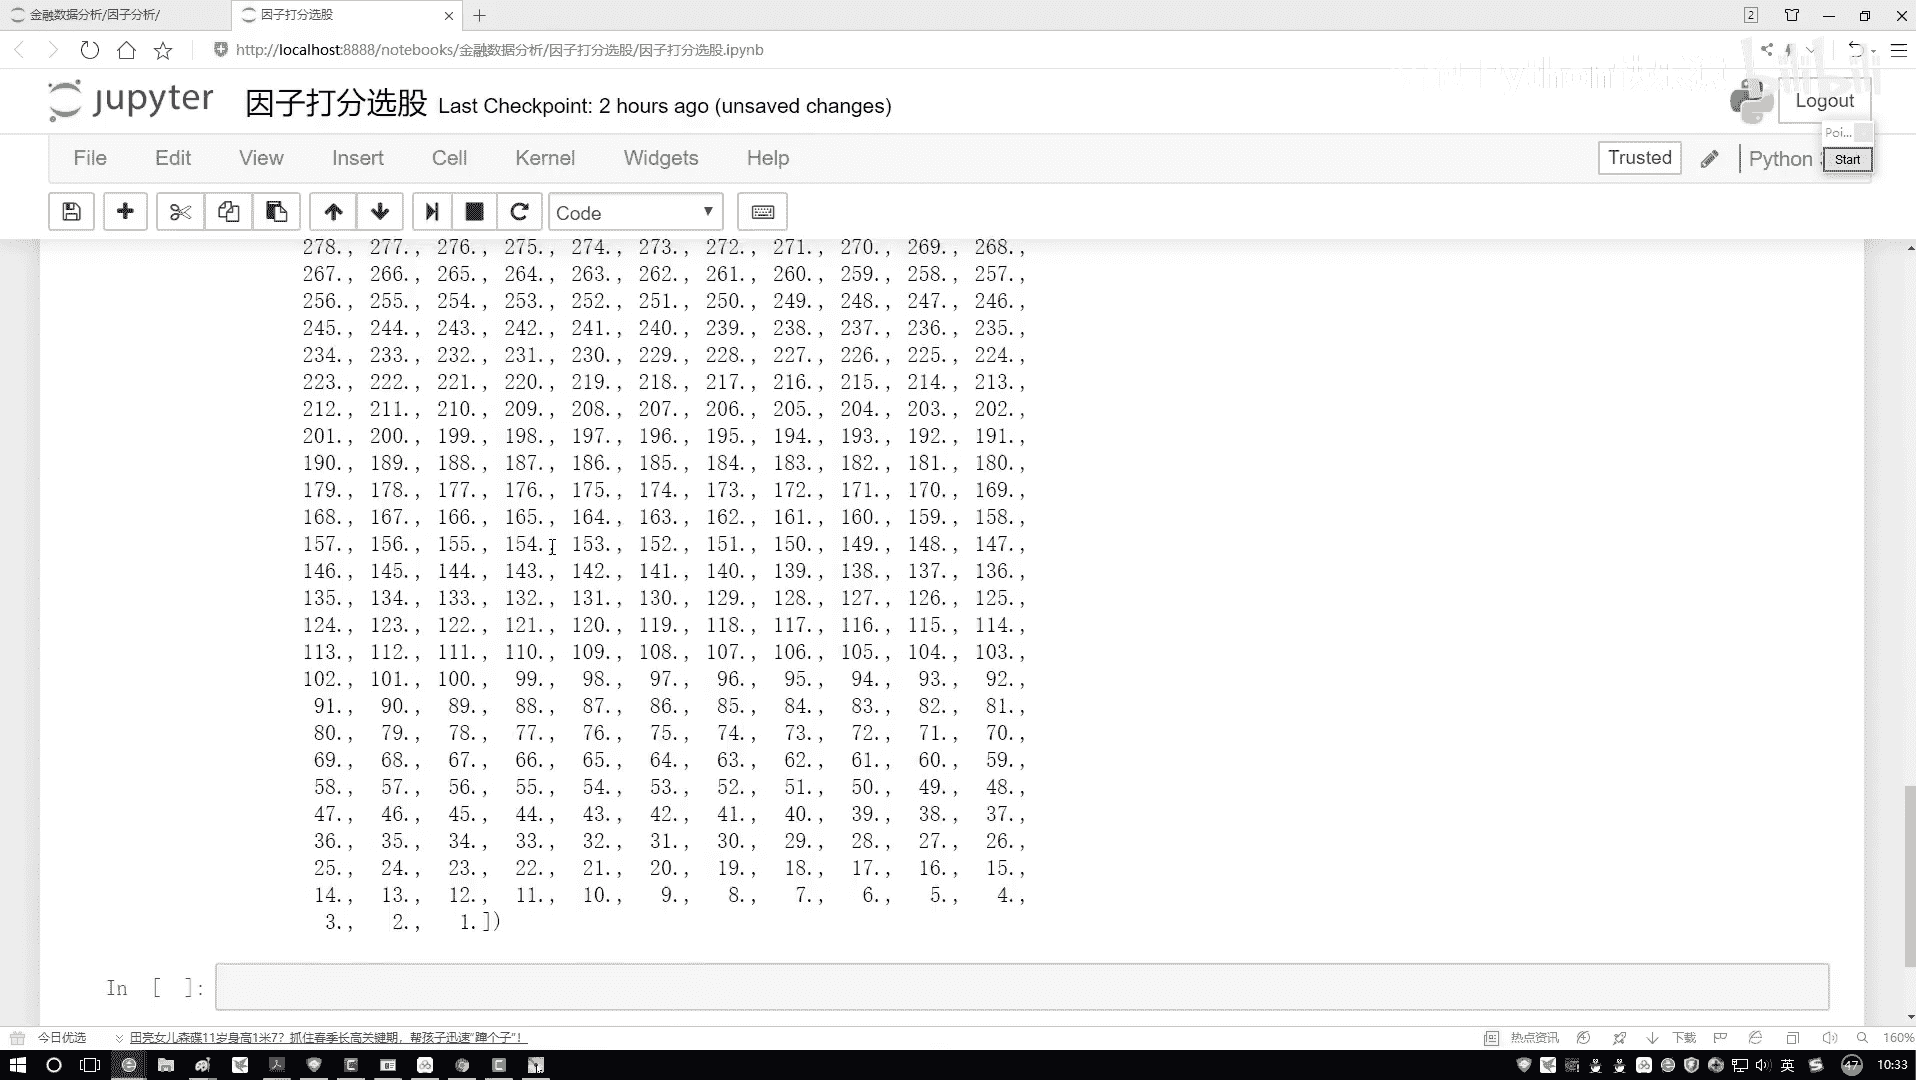 金融数据分析/因子分析/
因子打分选股
2
http://localhost:8888/notebooks/金融数据分析/因子打分选股/因子打分选股.ipynb
bilibili
jupyter 因子打分选股 Last Checkpoint: 2 hours ago (unsaved changes)
Logout
Poi...
File Edit View Insert Cell Kernel Widgets Help
Trusted
Python
Start
Code
278., 277., 276., 275., 274., 273., 272., 271., 270., 269., 268.,
267., 266., 265., 264., 263., 262., 261., 260., 259., 258., 257.,
256., 255., 254., 253., 252., 251., 250., 249., 248., 247., 246.,
245., 244., 243., 242., 241., 240., 239., 238., 237., 236., 235.,
234., 233., 232., 231., 230., 229., 228., 227., 226., 225., 224.,
223., 222., 221., 220., 219., 218., 217., 216., 215., 214., 213.,
212., 211., 210., 209., 208., 207., 206., 205., 204., 203., 202.,
201., 200., 199., 198., 197., 196., 195., 194., 193., 192., 191.,
190., 189., 188., 187., 186., 185., 184., 183., 182., 181., 180.,
179., 178., 177., 176., 175., 174., 173., 172., 171., 170., 169.,
168., 167., 166., 165., 164., 163., 162., 161., 160., 159., 158.,
157., 156., 155., 154., 153., 152., 151., 150., 149., 148., 147.,
146., 145., 144., 143., 142., 141., 140., 139., 138., 137., 136.,
135., 134., 133., 132., 131., 130., 129., 128., 127., 126., 125.,
124., 123., 122., 121., 120., 119., 118., 117., 116., 115., 114.,
113., 112., 111., 110., 109., 108., 107., 106., 105., 104., 103.,
102., 101., 100., 99., 98., 97., 96., 95., 94., 93., 92.,
91., 90., 89., 88., 87., 86., 85., 84., 83., 82., 81.,
80., 79., 78., 77., 76., 75., 74., 73., 72., 71., 70.,
69., 68., 67., 66., 65., 64., 63., 62., 61., 60., 59.,
58., 57., 56., 55., 54., 53., 52., 51., 50., 49., 48.,
47., 46., 45., 44., 43., 42., 41., 40., 39., 38., 37.,
36., 35., 34., 33., 32., 31., 30., 29., 28., 27., 26.,
25., 24., 23., 22., 21., 20., 19., 18., 17., 16., 15.,
14., 13., 12., 11., 10., 9., 8., 7., 6., 5., 4.,
3., 2., 1.])
In [ ]:
今日优选 田亮女儿森碟11岁身高1米7？抓住春季长高关键期，帮孩子迅速“蹿个子”！
热点资讯 下载 160%
英 47 10:33